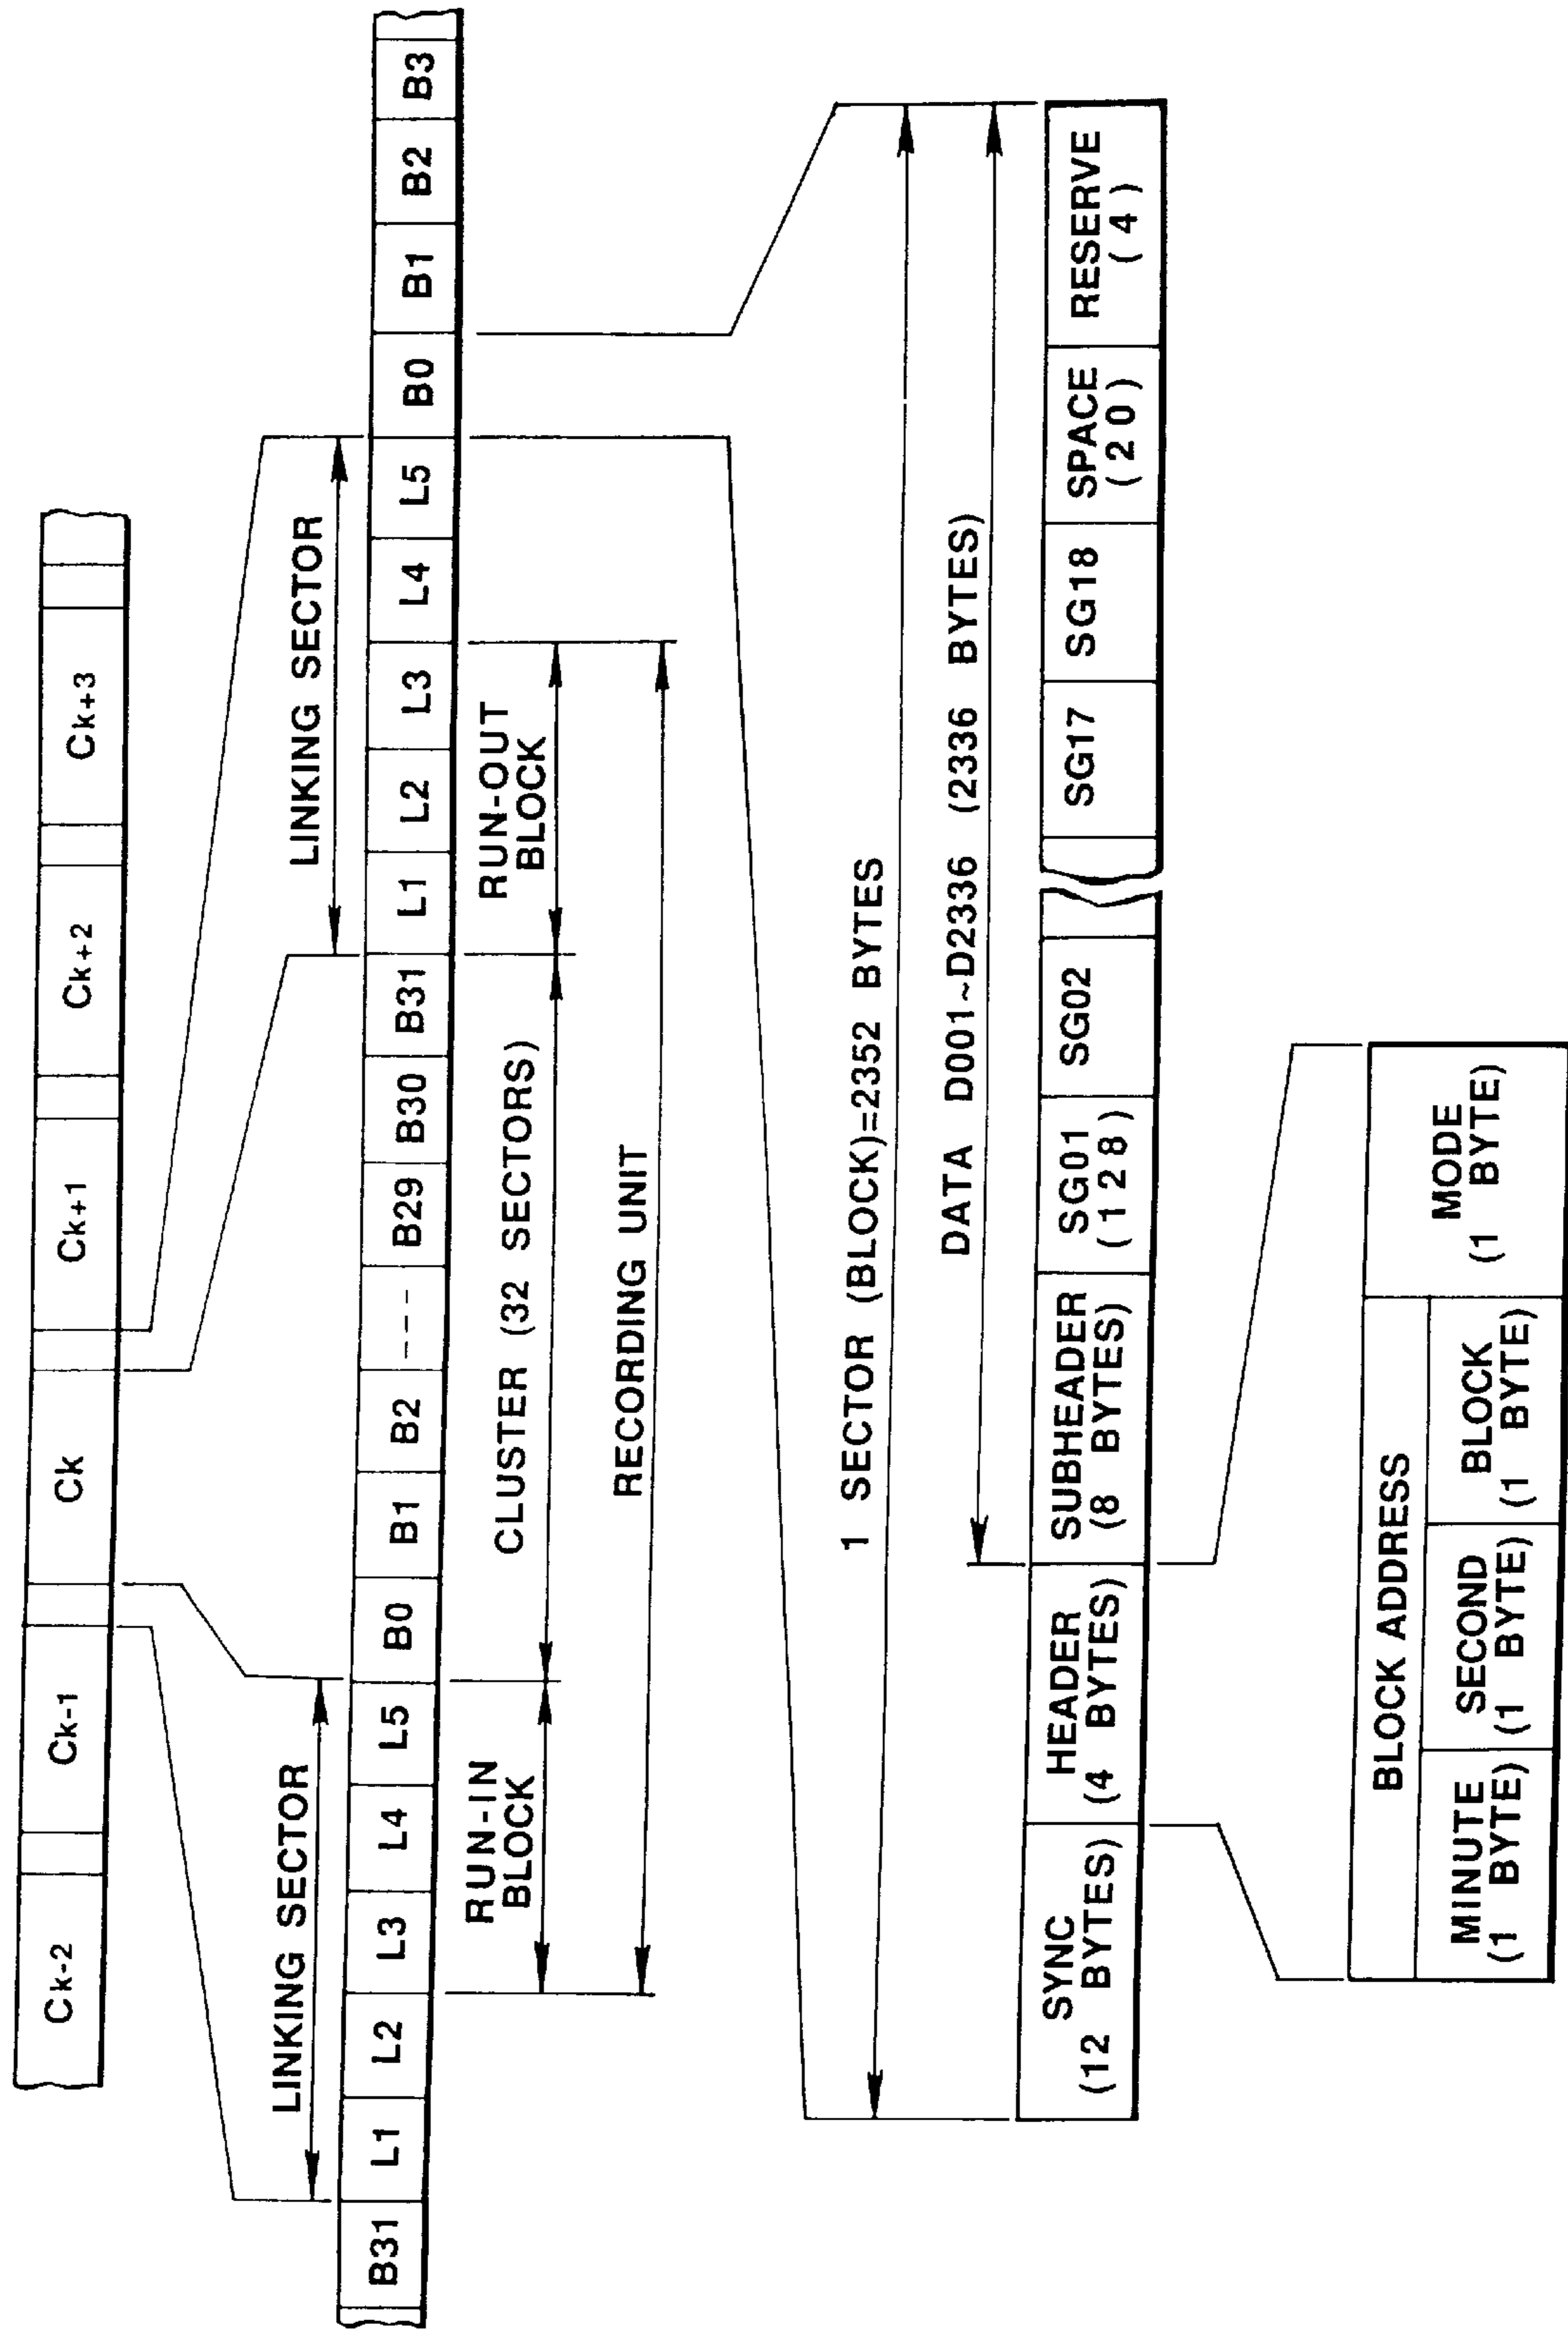 Ck-2 Ck-1 Ck Ck+1 Ck+2 Ck+3
LINKING SECTOR LINKING SECTOR
B31 L1 L2 L3 L4 L5 B0 B1 B2 --- B29 B30 B31 L1 L2 L3 L4 L5 B0 B1 B2 B3
RUN-IN
BLOCK
CLUSTER (32 SECTORS)
RUN-OUT
BLOCK
RECORDING UNIT
1 SECTOR (BLOCK)=2352 BYTES
DATA D001~D2336 (2336 BYTES)
SYNC
(12 BYTES)
HEADER
(4 BYTES)
SUBHEADER
(8 BYTES)
SG01
(128)
SG02
SG17
SG18
SPACE
(20)
RESERVE
(4)
BLOCK ADDRESS
MINUTE
(1 BYTE)
SECOND
(1 BYTE)
BLOCK
(1 BYTE)
MODE
(1 BYTE)